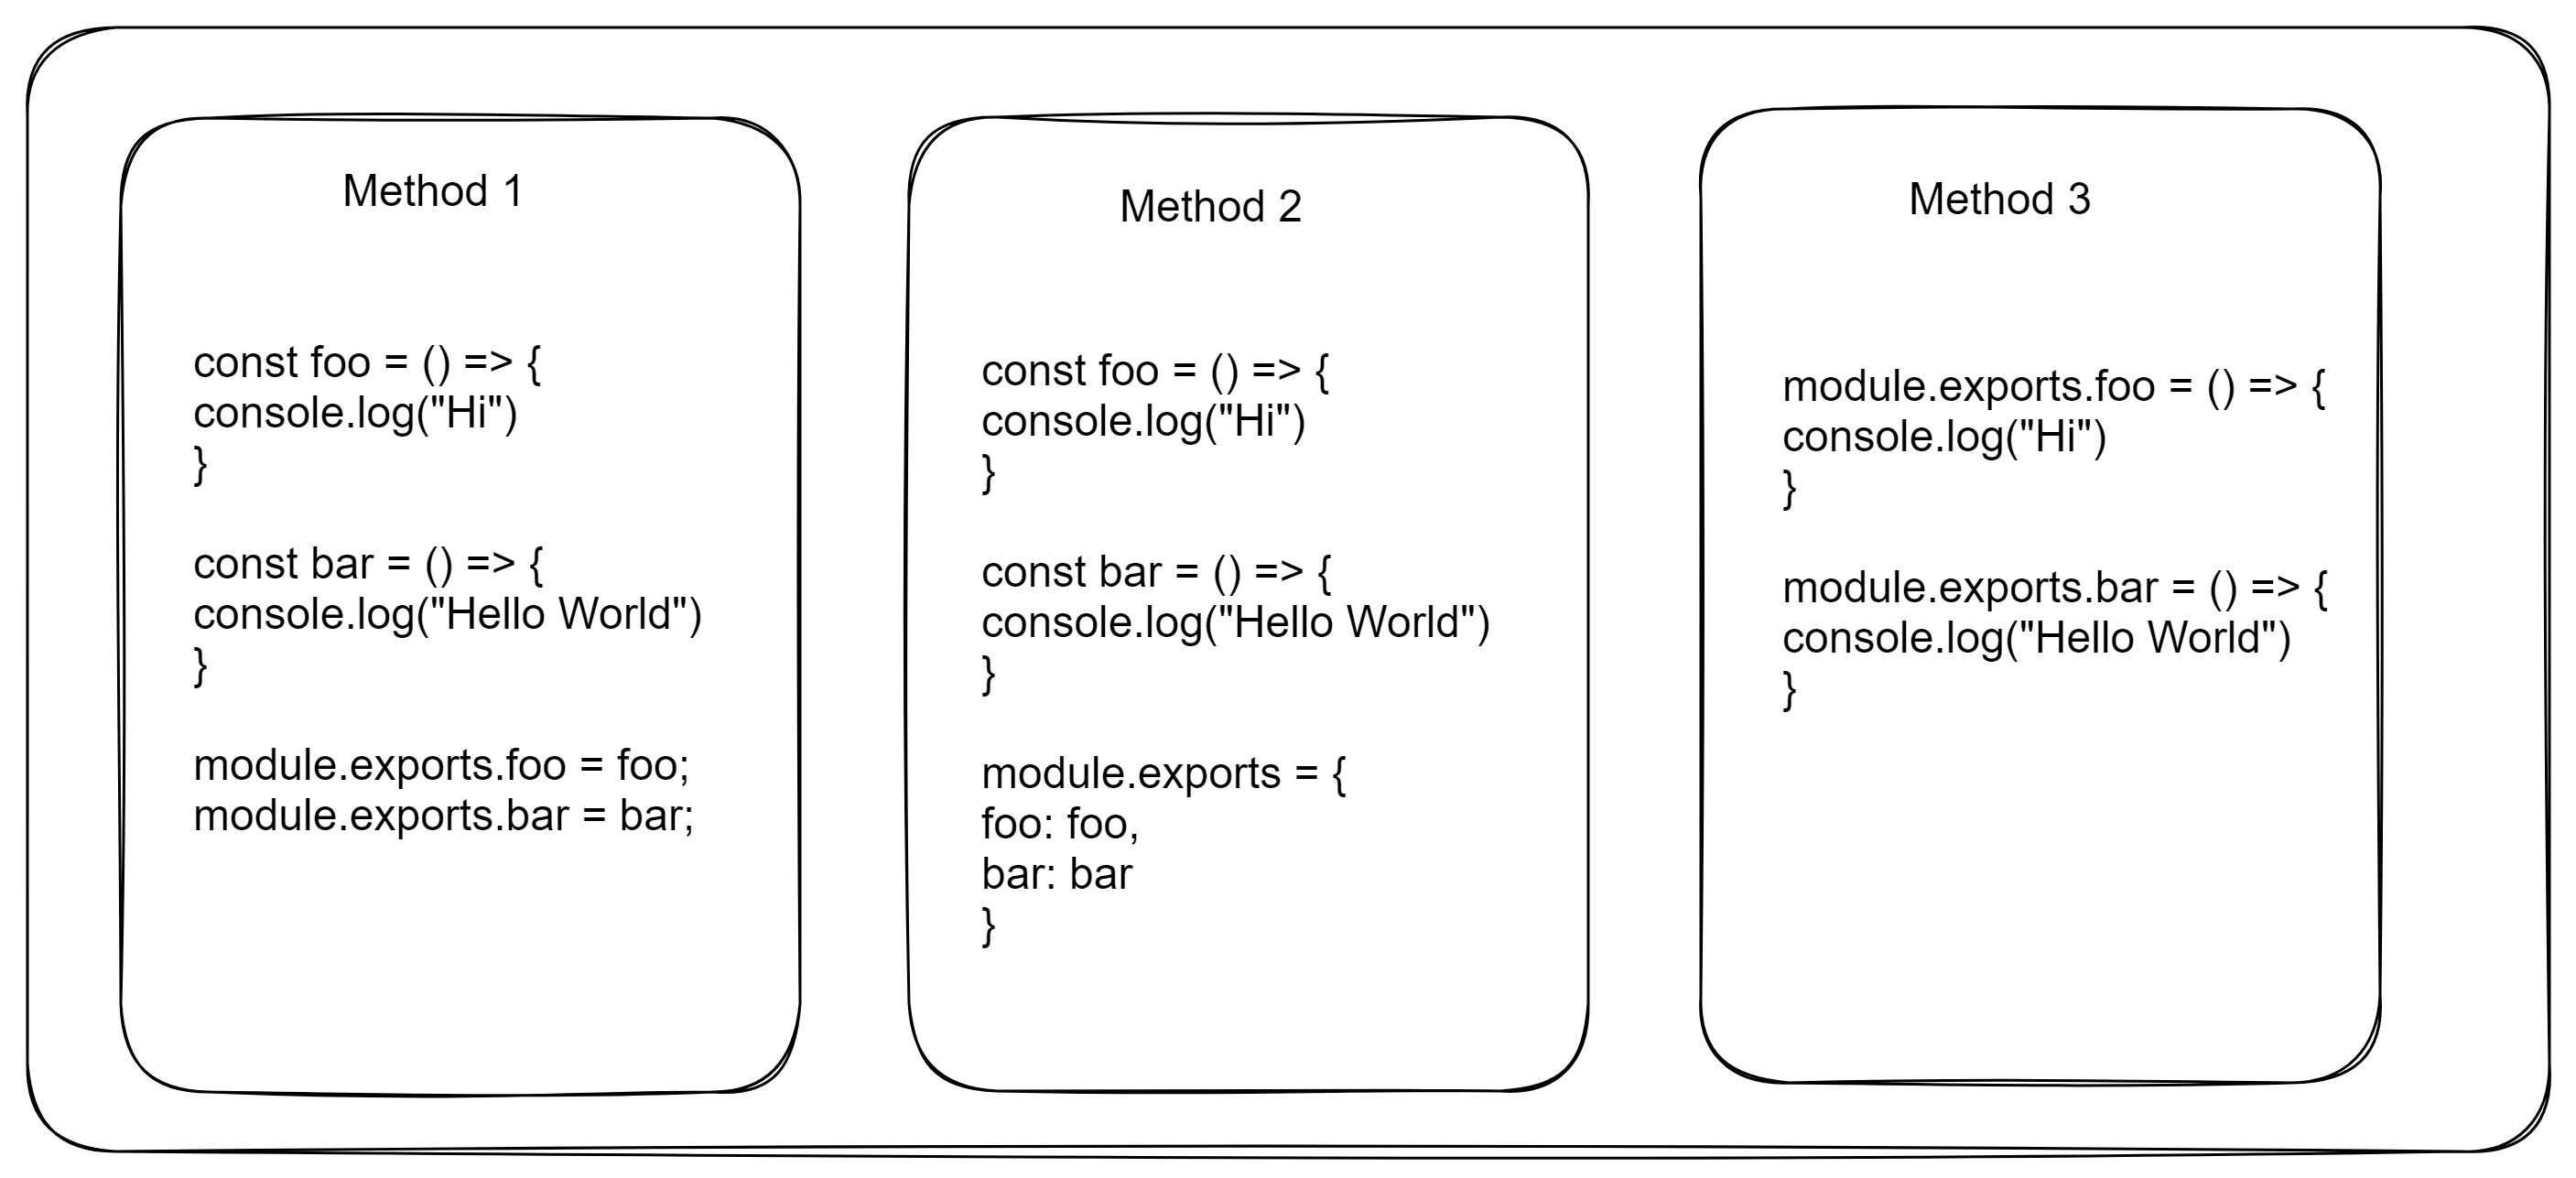 Method 1
const foo = () => {
console.log("Hi")
}
const bar = () => {
console.log("Hello World")
}
module.exports.foo = foo;
module.exports.bar = bar;
Method 2
const foo = () => {
console.log("Hi")
}
const bar = () => {
console.log("Hello World")
}
module.exports = {
foo: foo,
bar: bar
}
Method 3
module.exports.foo = () => {
console.log("Hi")
}
module.exports.bar = () => {
console.log("Hello World")
}